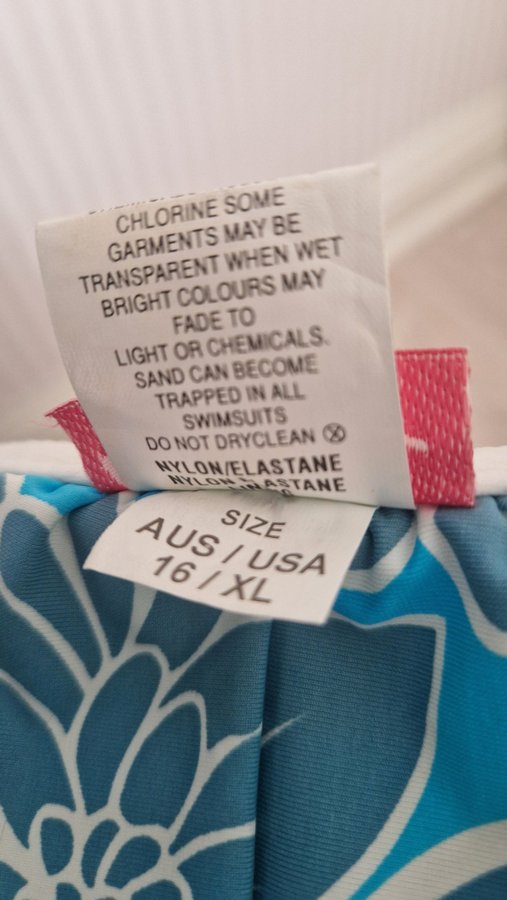 CHLORINE SOME
GARMENTS MAY BE
TRANSPARENT WHEN WET
BRIGHT COLOURS MAY
FADE TO
LIGHT OR CHEMICALS.
SAND CAN BECOME
TRAPPED IN ALL
SWIMSUITS
DO NOT DRYCLEAN
NYLON/ELASTANE
SIZE
AUS / USA
16 / XL